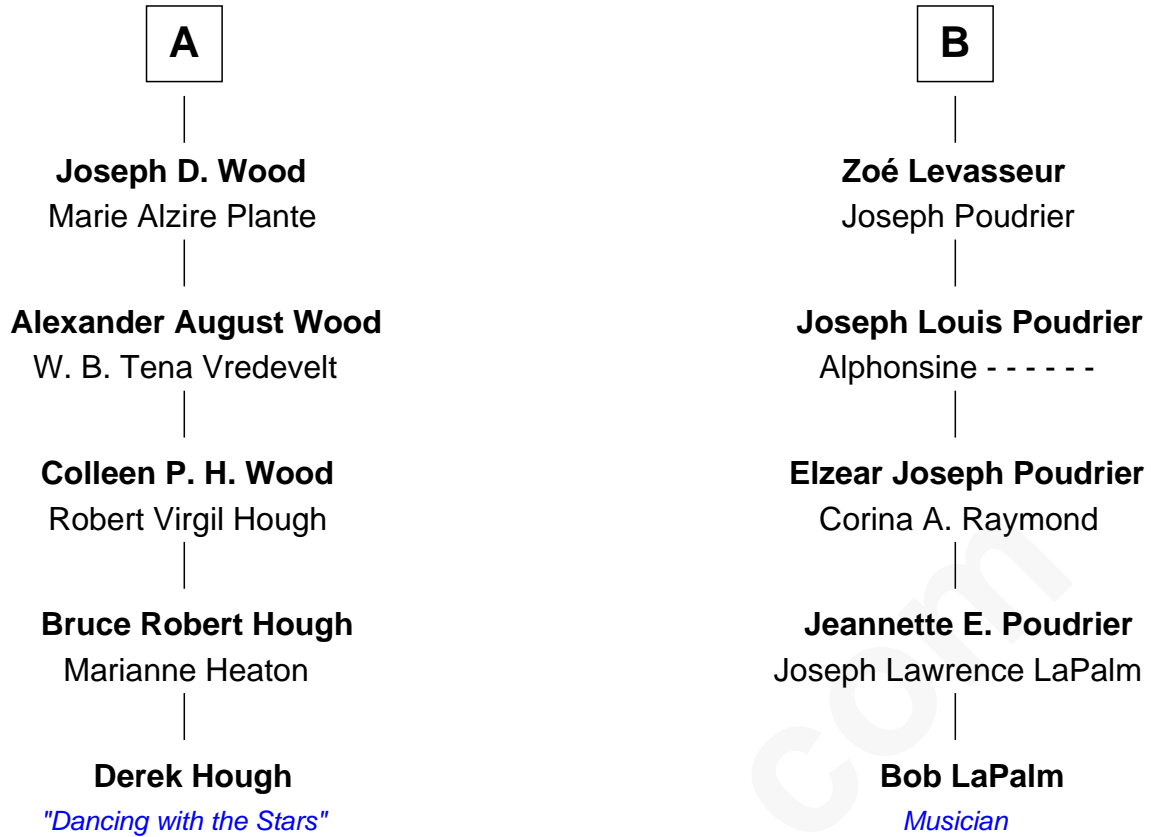 A
Joseph D. Wood
Marie Alzire Plante
Alexander August Wood
W. B. Tena Vredevelt
Colleen P. H. Wood
Robert Virgil Hough
Bruce Robert Hough
Marianne Heaton
Derek Hough
"Dancing with the Stars"
B
Zoé Levasseur
Joseph Poudrier
Joseph Louis Poudrier
Alphonsine - - - - - -
Elzear Joseph Poudrier
Corina A. Raymond
Jeannette E. Poudrier
Joseph Lawrence LaPalm
Bob LaPalm
Musician
com